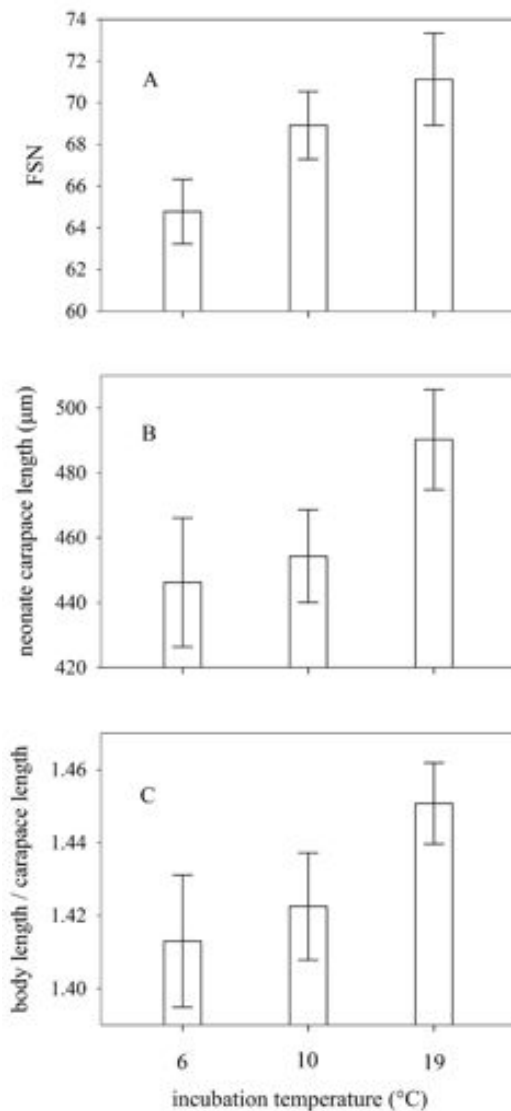 74
72
A
70
FSN
68
66
64
62
60
500
B
neonate carapace length (µm)
480
460
440
420
1.46
C
body length / carapace length
1.44
1.42
1.40
6 10 19
incubation temperature (°C)